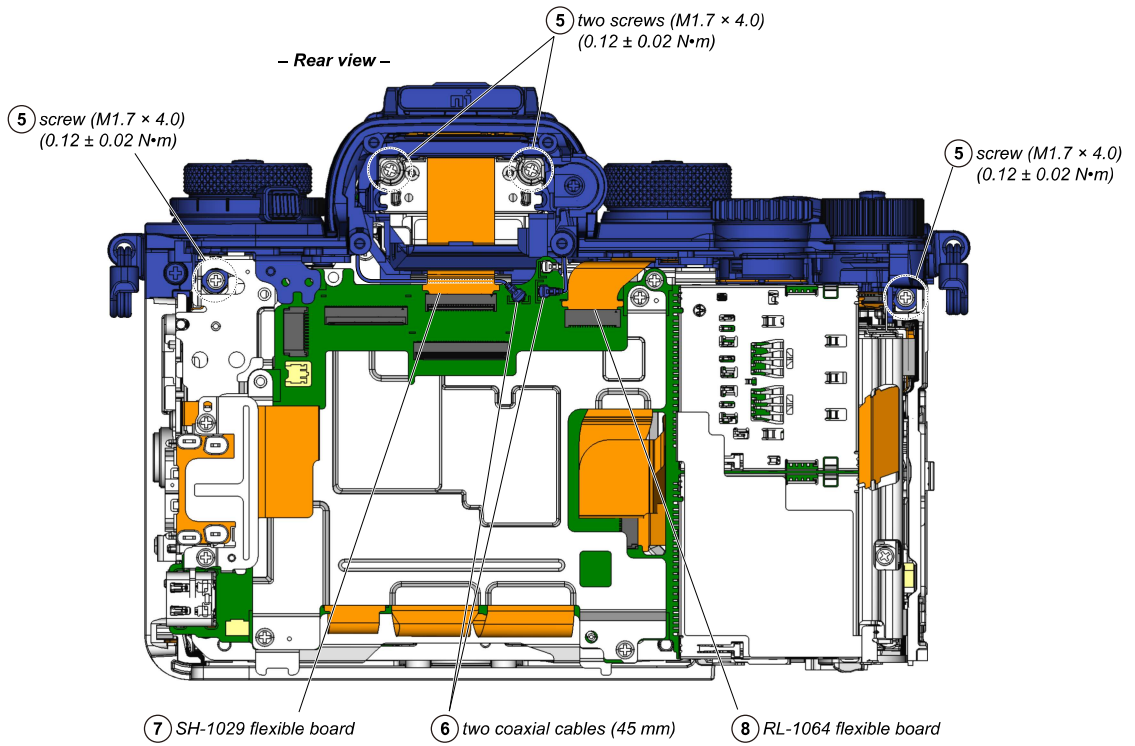 5 two screws (M1.7 × 4.0)
(0.12 ± 0.02 N•m)
– Rear view –
5 screw (M1.7 × 4.0)
(0.12 ± 0.02 N•m)
5 screw (M1.7 × 4.0)
(0.12 ± 0.02 N•m)
7 SH-1029 flexible board
6 two coaxial cables (45 mm)
8 RL-1064 flexible board